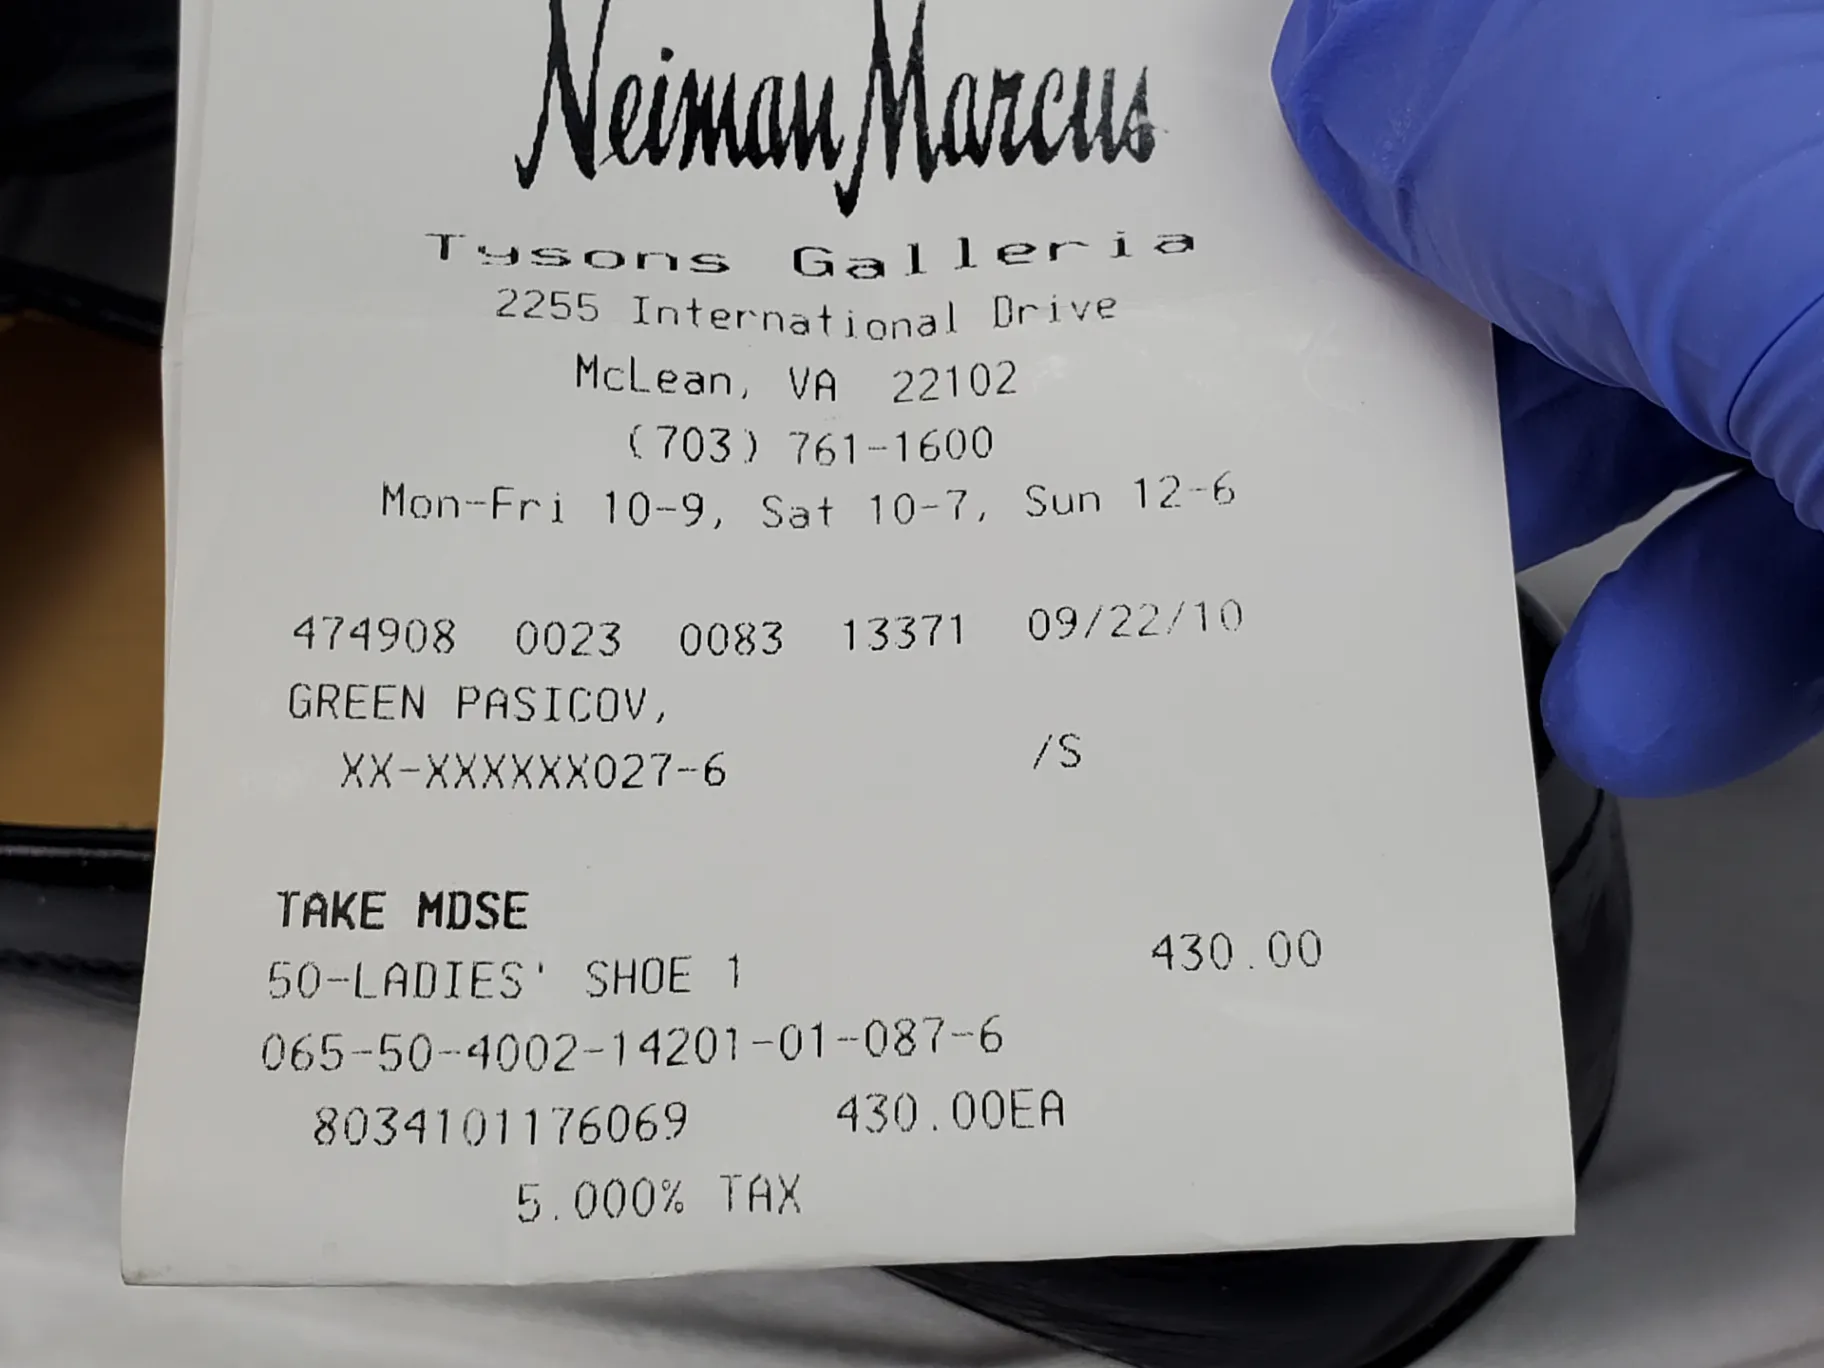 Neiman Marcus
Tysons Galleria
2255 International Drive
McLean, VA 22102
(703) 761-1600
Mon-Fri 10-9, Sat 10-7, Sun 12-6
474908 0023 0083 13371 09/22/10
GREEN PASICOV,
XX-XXXXXX027-6 /S
TAKE MDSE
50-LADIES' SHOE 1 430.00
065-50-4002-14201-01-087-6
8034101176069 430.00EA
5.000% TAX